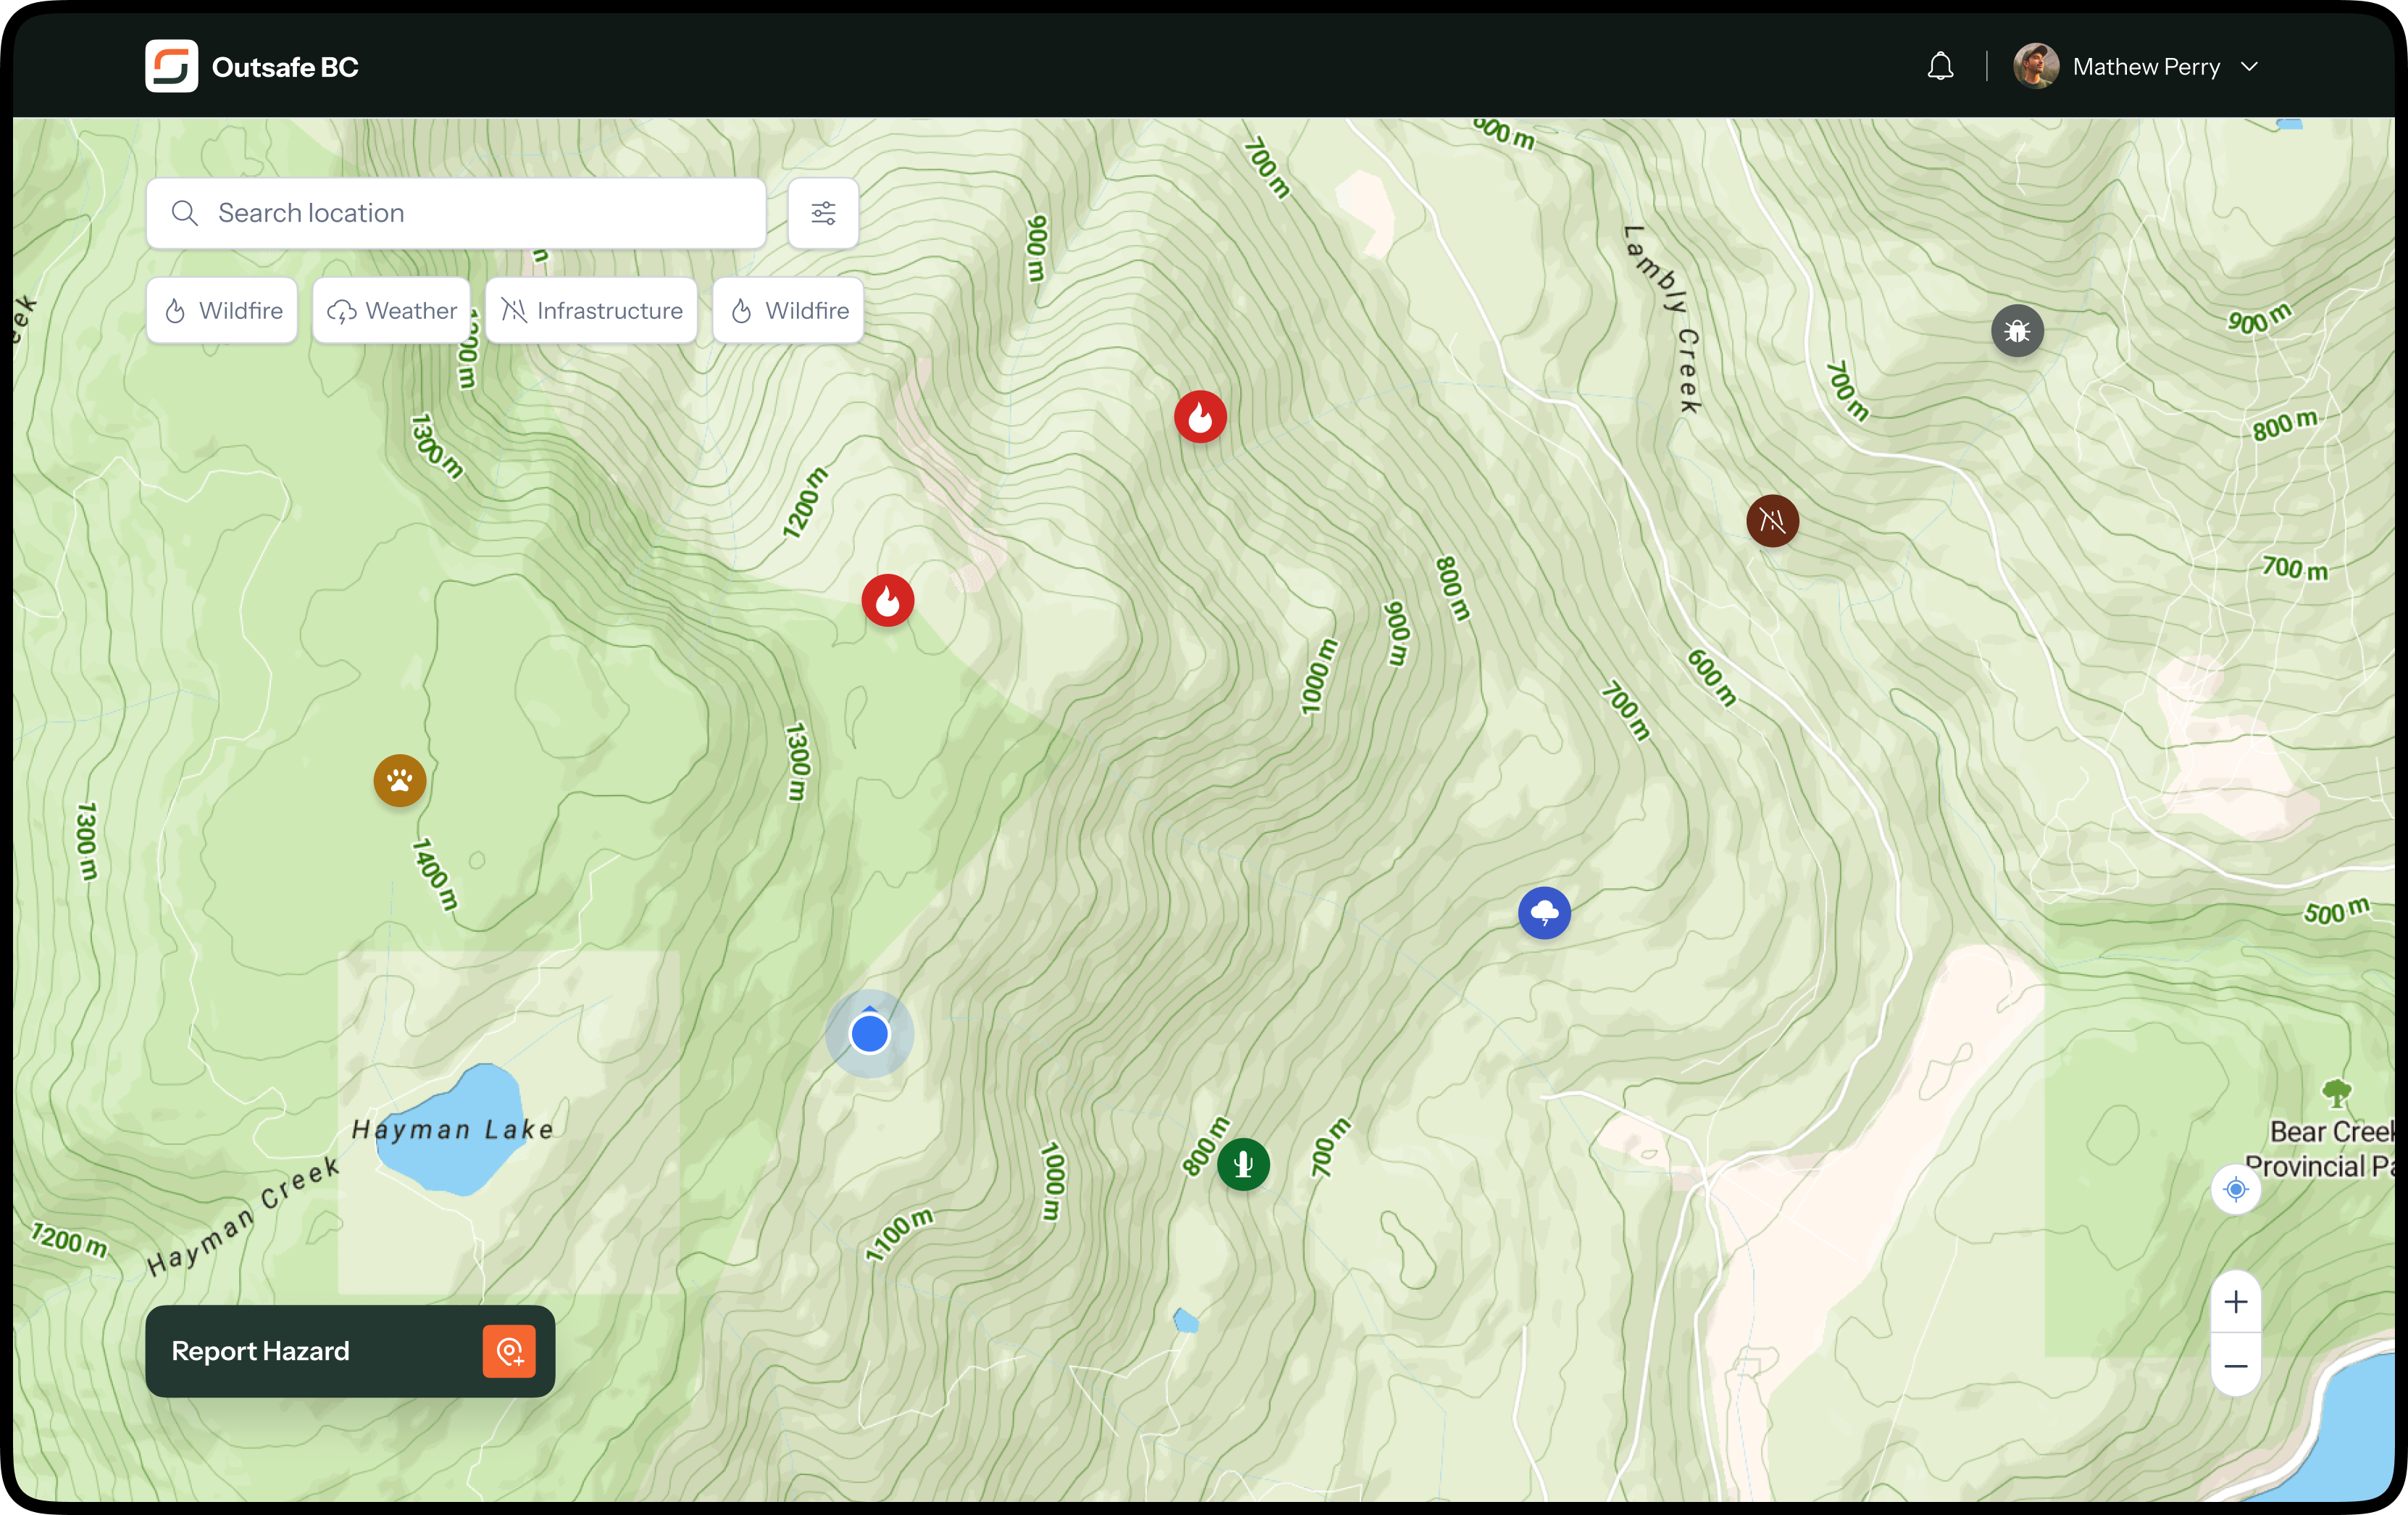 Outsafe BC
Mathew Perry
Search location
Wildfire
Weather
Infrastructure
Wildfire
600 m
700 m
900 m
Lambly Creek
eek
n
1300 m
1200 m
700 m
900 m
800 m
700 m
800 m
900 m
1000 m
600 m
700 m
1300 m
1300 m
1400 m
500 m
Hayman Lake
Hayman Creek
1200 m
1100 m
1000 m
800 m
700 m
Bear Creek
Provincial Pa
Report Hazard